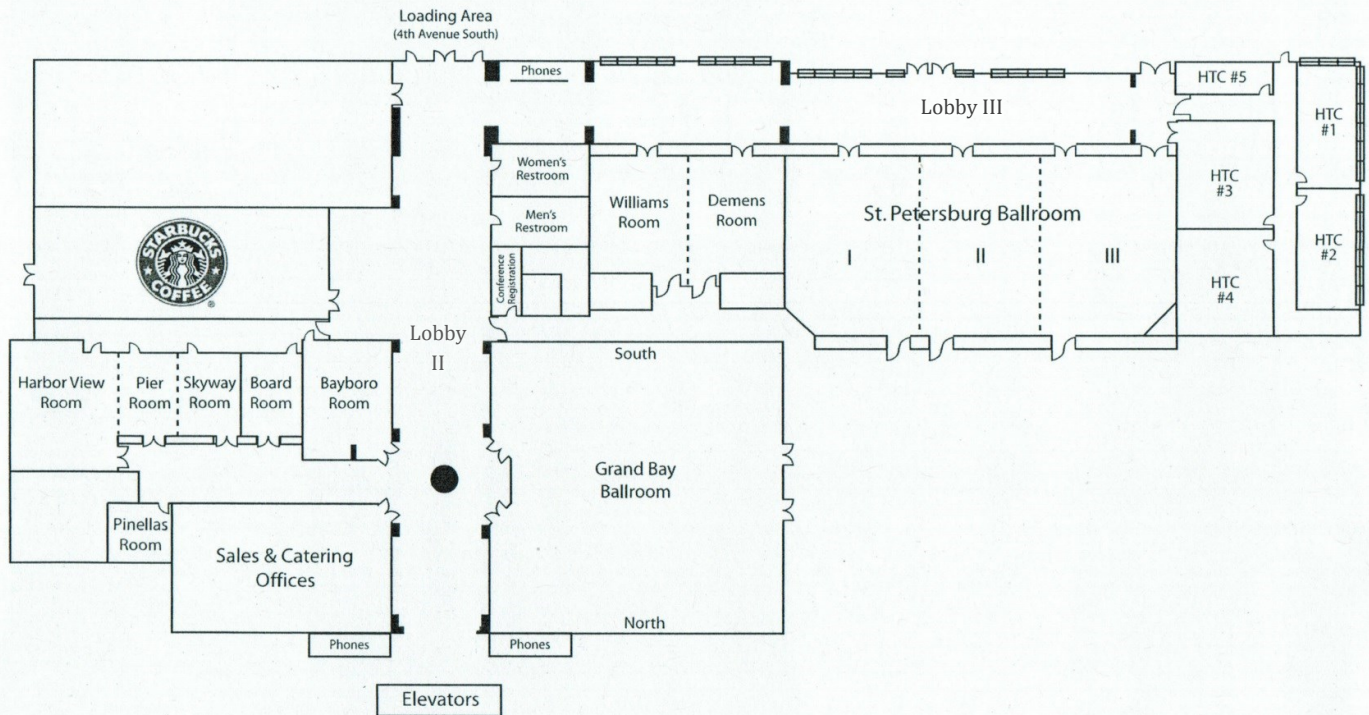 Loading Area
(4th Avenue South)
Phones
Lobby III
HTC #5
HTC
#1
Women's
Restroom
Williams
Room
Demens
Room
HTC
#3
Men's
Restroom
St. Petersburg Ballroom
STARBUCKS
COFFEE
®
I
II
III
HTC
#2
Conference
Registration
HTC
#4
Lobby
II
South
Harbor View
Room
Pier
Room
Skyway
Room
Board
Room
Bayboro
Room
Grand Bay
Ballroom
Pinellas
Room
Sales & Catering
Offices
North
Phones
Phones
Elevators